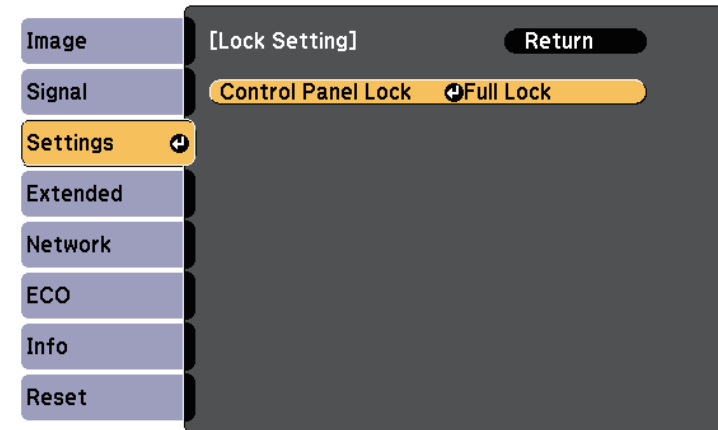 Image
Signal
Settings
Extended
Network
ECO
Info
Reset
[Lock Setting] Return
Control Panel Lock Full Lock